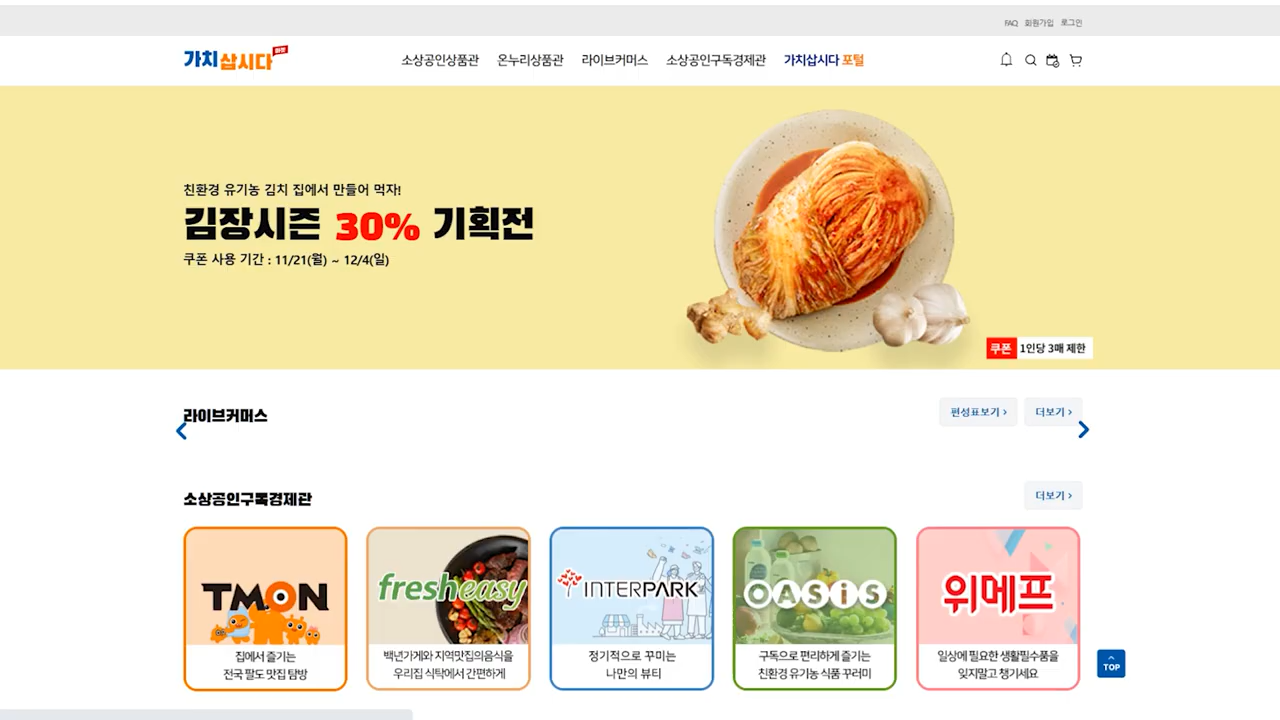 FAQ 회원가입 로그인
가치삽시다 마켓
소상공인상품관 온누리상품관 라이브커머스 소상공인구독경제관 가치삽시다 포털
친환경 유기농 김치 집에서 만들어 먹자!
김장시즌 30% 기획전
쿠폰 사용 기간 : 11/21(월) ~ 12/4(일)
쿠폰 1인당 3매 제한
라이브커머스
편성표보기 ›
더보기 ›
소상공인구독경제관
더보기 ›
TMON
집에서 즐기는
전국 팔도 맛집 탐방
fresheasy
백년가게와 지역맛집의음식을
우리집 식탁에서 간편하게
INTERPARK
정기적으로 꾸미는
나만의 뷰티
OASIS
구독으로 편리하게 즐기는
친환경 유기농 식품 꾸러미
위메프
일상에 필요한 생활필수품을
잊지말고 챙기세요
TOP